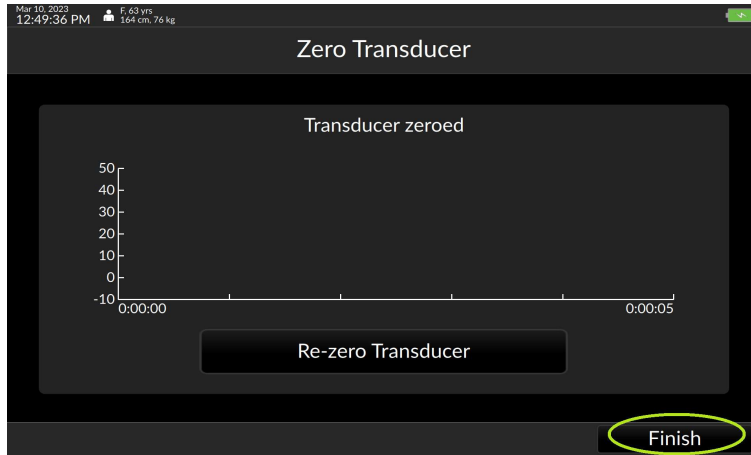 Mar 10, 2023
12:49:36 PM
F, 63 yrs
164 cm, 76 kg
Zero Transducer
Transducer zeroed
50
40
30
20
10
0
-10
0:00:00
0:00:05
Re-zero Transducer
Finish